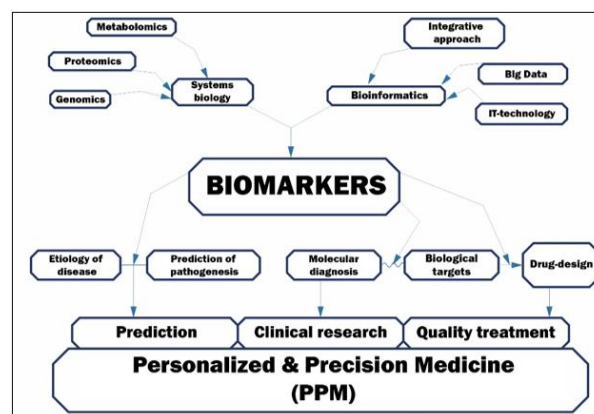 Metabolomics
Integrative
approach
Proteomics
Big Data
Systems
biology
Bioinformatics
Genomics
IT-technology
BIOMARKERS
Etiology of
disease
Prediction of
pathogenesis
Molecular
diagnosis
Biological
targets
Drug-design
Prediction
Clinical research
Quality treatment
Personalized & Precision Medicine
(PPM)